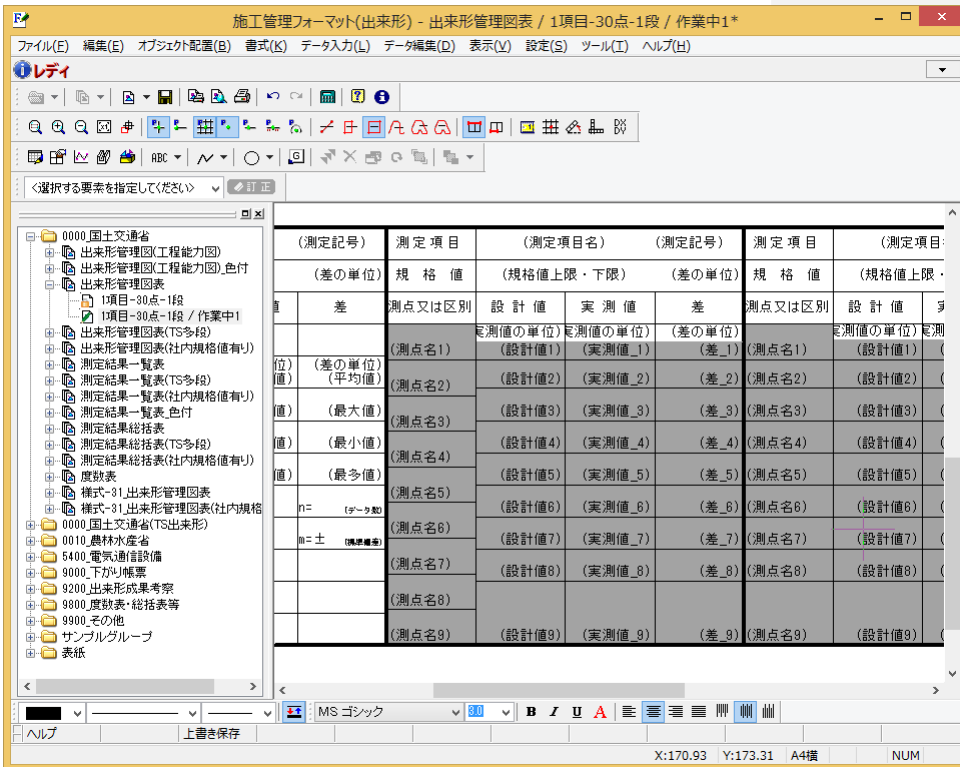 施工管理フォーマット(出来形) - 出来形管理図表 / 1項目-30点-1段 / 作業中1*
ファイル(F) 編集(E) オブジェクト配置(B) 書式(K) データ入力(L) データ編集(D) 表示(V) 設定(S) ツール(T) ヘルプ(H)
レディ
ABC
DX
DV
<選択する要素を指定してください> 訂正
0000_国土交通省
出来形管理図(工程能力図)
出来形管理図(工程能力図)_色付
出来形管理図表
1項目-30点-1段
1項目-30点-1段 / 作業中1
出来形管理図表(TS多段)
出来形管理図表(社内規格値有り)
測定結果一覧表
測定結果一覧表(TS多段)
測定結果一覧表(社内規格値有り)
測定結果一覧表_色付
測定結果総括表
測定結果総括表(TS多段)
測定結果総括表(社内規格値有り)
度数表
様式-31_出来形管理図表
様式-31_出来形管理図表(社内規格
0000_国土交通省(TS出来形)
0010_農林水産省
5400_電気通信設備
9000_下がり帳票
9200_出来形成果考察
9800_度数表・総括表等
9900_その他
サンプルグループ
表紙
(測定記号) 測定項目 (測定項目名) (測定記号) 測定項目 (測定項目
(差の単位) 規格値 (規格値上限・下限) (差の単位) 規格値 (規格値上限・
差 測点又は区別 設計値 実測値 差 測点又は区別 設計値
実測値の単位) 実測値の単位) (差の単位) 実測値の単位)
(測点名1) (設計値1) (実測値_1) (差_1) (測点名1) (設計値1)
位) (差の単位)
値) (平均値) (測点名2) (設計値2) (実測値_2) (差_2) (測点名2) (設計値2)
値) (最大値) (測点名3) (設計値3) (実測値_3) (差_3) (測点名3) (設計値3)
値) (最小値) (測点名4) (設計値4) (実測値_4) (差_4) (測点名4) (設計値4)
値) (最多値) (測点名5) (設計値5) (実測値_5) (差_5) (測点名5) (設計値5)
n= (データ数) (測点名6) (設計値6) (実測値_6) (差_6) (測点名6) (設計値6)
m=± (標準偏差) (測点名7) (設計値7) (実測値_7) (差_7) (測点名7) (設計値7)
(測点名8) (設計値8) (実測値_8) (差_8) (測点名8) (設計値8)
(測点名9) (設計値9) (実測値_9) (差_9) (測点名9) (設計値9)
MS ゴシック 3.0 B I U A
ヘルプ 上書き保存
X:170.93 Y:173.31 A4横 NUM